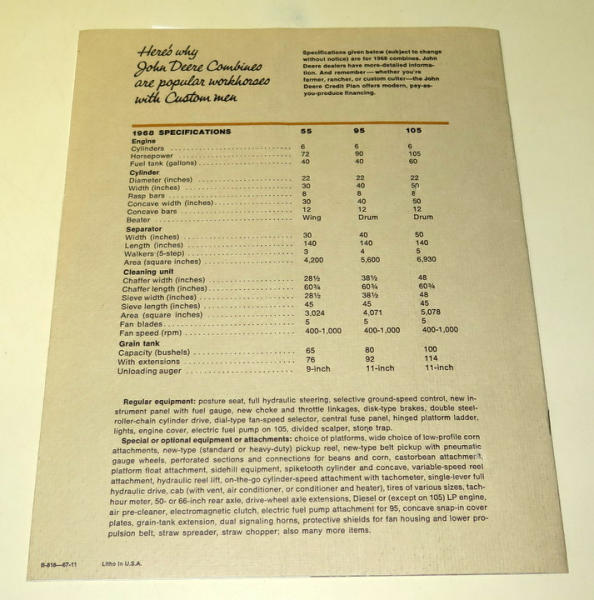 Here's why
John Deere Combines
are popular workhorses
with Custom men
Specifications given below (subject to change
without notice) are for 1968 combines. John
Deere dealers have more-detailed informa-
tion. And remember — whether you're
farmer, rancher, or custom cutter—the John
Deere Credit Plan offers modern, pay-as-
you-produce financing.
1968 SPECIFICATIONS 55 95 105
Engine
Cylinders 6 6 6
Horsepower 72 90 105
Fuel tank (gallons) 40 40 60
Cylinder
Diameter (inches) 22 22 22
Width (inches) 30 40 50
Rasp bars 8 8 8
Concave width (inches) 30 40 50
Concave bars 12 12 12
Beater Wing Drum Drum
Separator
Width (inches) 30 40 50
Length (inches) 140 140 140
Walkers (5-step) 3 4 5
Area (square inches) 4,200 5,600 6,930
Cleaning unit
Chaffer width (inches) 28½ 38½ 48
Chaffer length (inches) 60¾ 60¾ 60¾
Sieve width (inches) 28½ 38½ 48
Sieve length (inches) 45 45 45
Area (square inches) 3,024 4,071 5,078
Fan blades 5 5 5
Fan speed (rpm) 400-1,000 400-1,000 400-1,000
Grain tank
Capacity (bushels) 65 80 100
With extensions 76 92 114
Unloading auger 9-inch 11-inch 11-inch
Regular equipment: posture seat, full hydraulic steering, selective ground-speed control, new in-
strument panel with fuel gauge, new choke and throttle linkages, disk-type brakes, double steel-
roller-chain cylinder drive, dial-type fan-speed selector, central fuse panel, hinged platform ladder,
lights, engine cover, electric fuel pump on 105, divided scalper, stone trap.
Special or optional equipment or attachments: choice of platforms, wide choice of low-profile corn
attachments, new-type (standard or heavy-duty) pickup reel, new-type belt pickup with pneumatic
gauge wheels, perforated sections and connections for beans and corn, castorbean attachment,
platform float attachment, sidehill equipment, spiketooth cylinder and concave, variable-speed reel
attachment, hydraulic reel lift, on-the-go cylinder-speed attachment with tachometer, single-lever full
hydraulic drive, cab (with vent, air conditioner, or conditioner and heater), tires of various sizes, tach-
hour meter, 50- or 66-inch rear axle, drive-wheel axle extensions, Diesel or (except on 105) LP engine,
air pre-cleaner, electromagnetic clutch, electric fuel pump attachment for 95, concave snap-in cover
plates, grain-tank extension, dual signaling horns, protective shields for fan housing and lower pro-
pulsion belt, straw spreader, straw chopper; also many more items.
B-818—67-11 Litho in U.S.A.